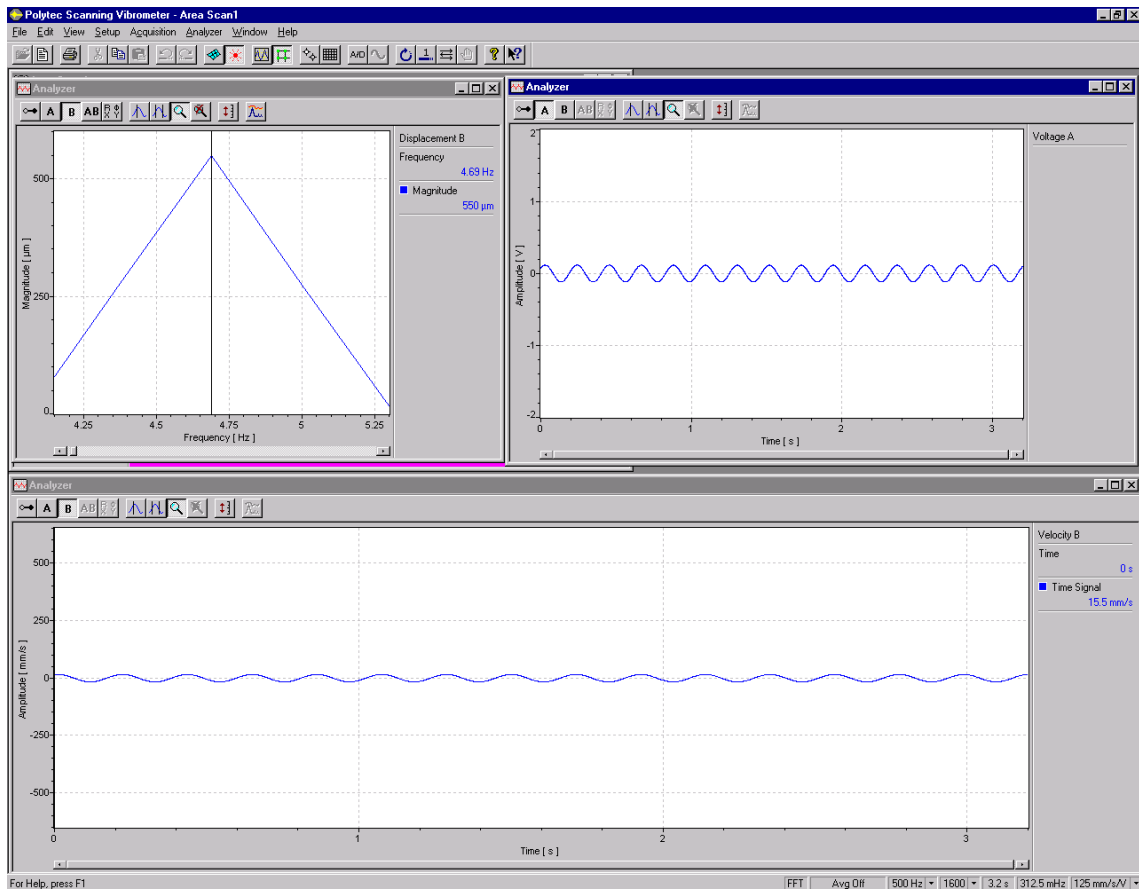 Polytec Scanning Vibrometer - Area Scan1
File Edit View Setup Acquisition Analyzer Window Help
A/D 1 ? ?
Analyzer
A B AB
R Φ
X Y
Magnitude [ µm ]
500
250
0
4.25 4.5 4.75 5 5.25
Frequency [ Hz ]
Displacement B
Frequency
4.69 Hz
Magnitude
550 µm
Analyzer
A B AB
R Φ
X Y
Amplitude [ V ]
2
1
0
-1
-2
0 1 2 3
Time [ s ]
Voltage A
Analyzer
A B AB
R Φ
X Y
Amplitude [ mm/s ]
500
250
0
-250
-500
0 1 2 3
Time [ s ]
Velocity B
Time
0 s
Time Signal
15.5 mm/s
For Help, press F1
FFT Avg Off 500 Hz 1600 3.2 s 312.5 mHz 125 mm/s/V